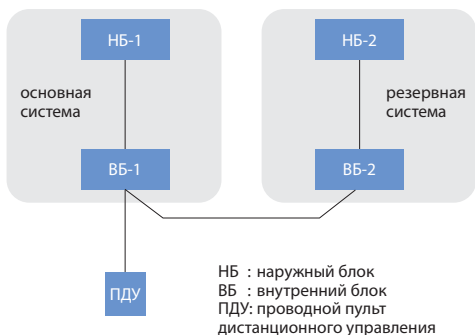 НБ-1
НБ-2
основная
система
резервная
система
ВБ-1
ВБ-2
ПДУ
НБ : наружный блок
ВБ : внутренний блок
ПДУ: проводной пульт
дистанционного управления